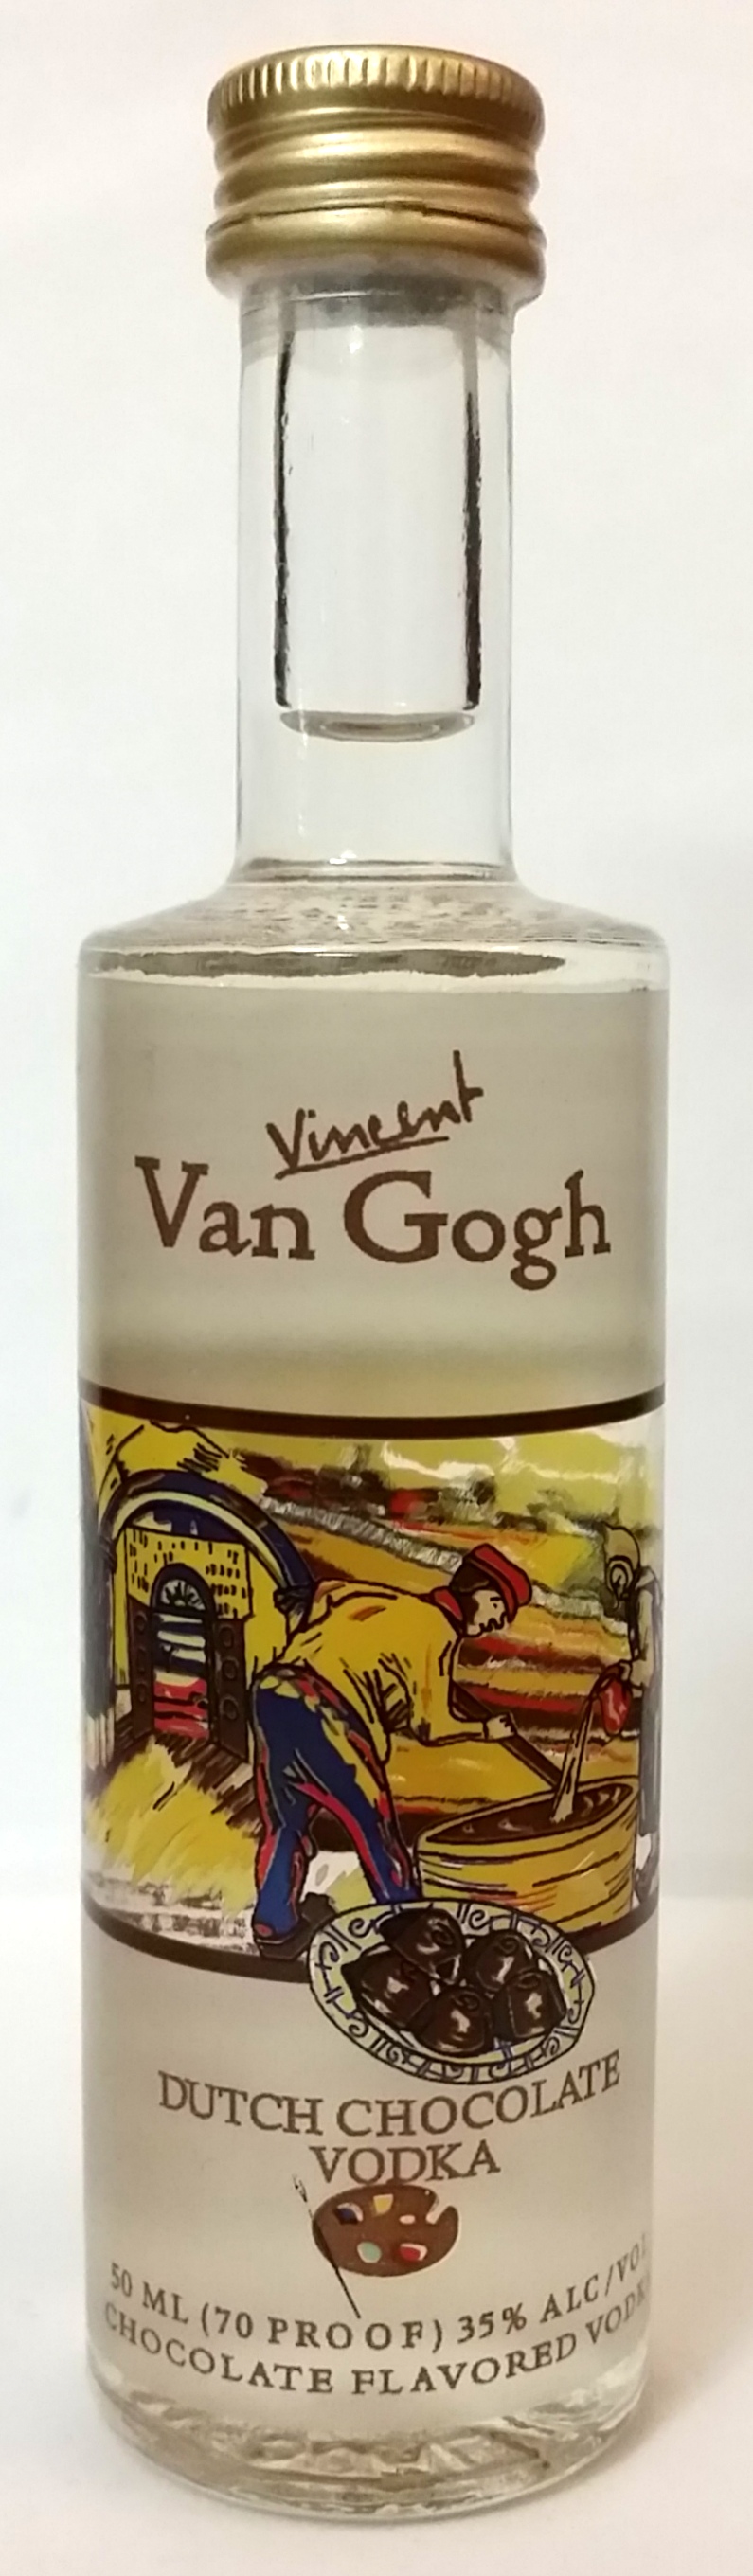 Vincent
Van Gogh
DUTCH CHOCOLATE
VODKA
50 ML (70 PROOF) 35% ALC/VOL
CHOCOLATE FLAVORED VODKA